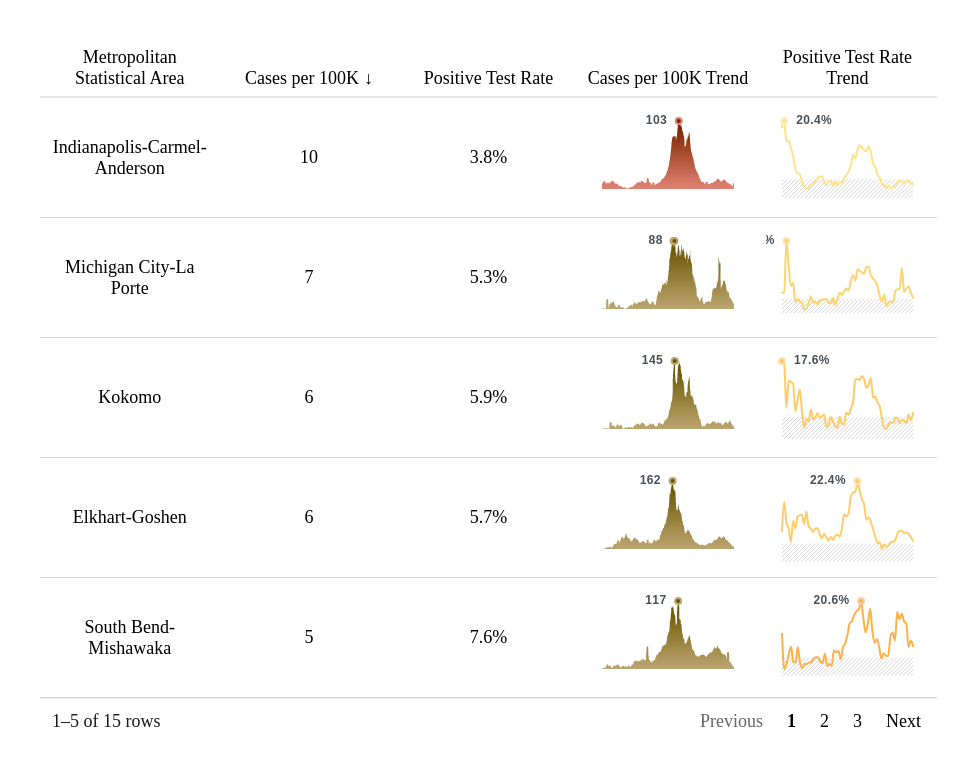 Metropolitan
Statistical Area
Cases per 100K ↓
Positive Test Rate
Cases per 100K Trend
Positive Test Rate
Trend
Indianapolis-Carmel-
Anderson
10
3.8%
103
20.4%
Michigan City-La
Porte
7
5.3%
88
%
Kokomo
6
5.9%
145
17.6%
Elkhart-Goshen
6
5.7%
162
22.4%
South Bend-
Mishawaka
5
7.6%
117
20.6%
1–5 of 15 rows
Previous 1 2 3 Next